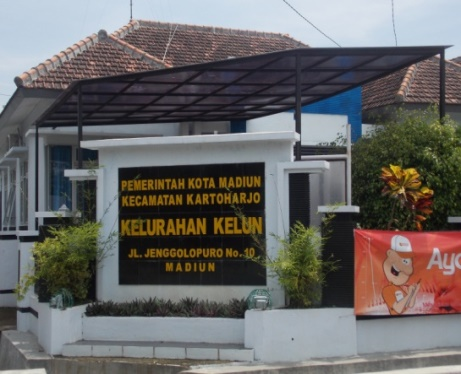 PEMERINTAH KOTA MADIUN
KECAMATAN KARTOHARJO
KELURAHAN KELUN
JL. JENGGOLOPURO No. 10
MADIUN
Ayo